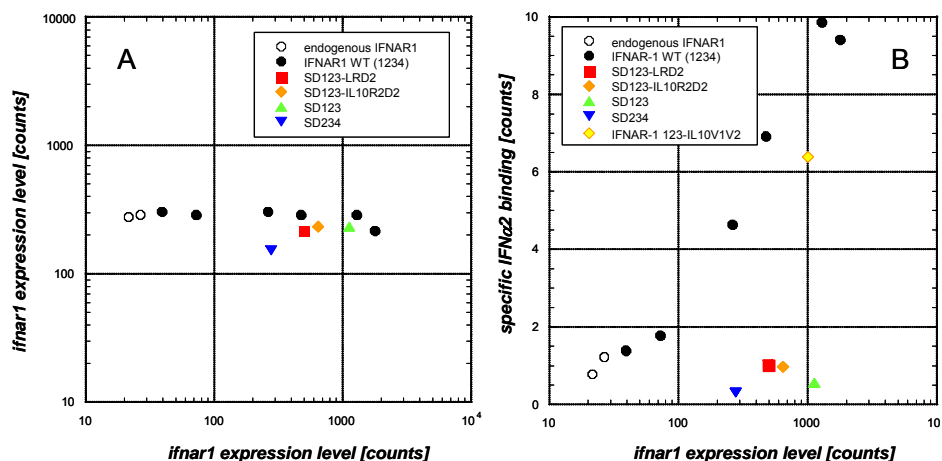 A
endogenous IFNAR1
IFNAR1 WT (1234)
SD123-LRD2
SD123-IL10R2D2
SD123
SD234
10000
1000
100
10
ifnar1 expression level [counts]
10 100 1000 10⁴
ifnar1 expression level [counts]
B
endogenous IFNAR1
IFNAR-1 WT (1234)
SD123-LRD2
SD123-IL10R2D2
SD123
SD234
IFNAR-1 123-IL10V1V2
10
8
6
4
2
0
specific IFNα2 binding [counts]
10 100 1000 10
ifnar1 expression level [counts]